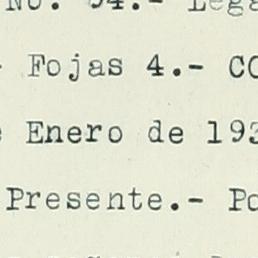 No. 54.- Lega
- Fojas 4.- CO
e Enero de 193
Presente.- Po